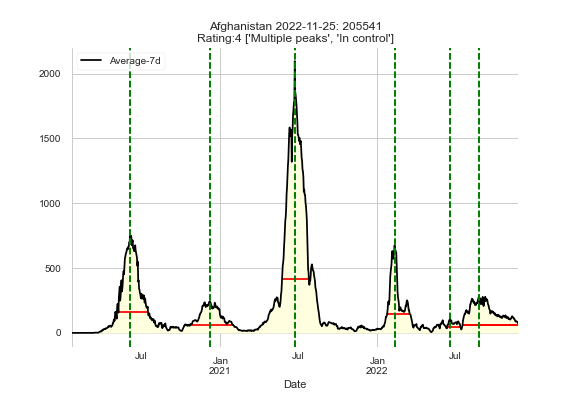 Afghanistan 2022-11-25: 205541
Rating:4 ['Multiple peaks', 'In control']
Average-7d
2000
1500
1000
500
0
Jul
Jan
2021
Jul
Jan
2022
Jul
Date